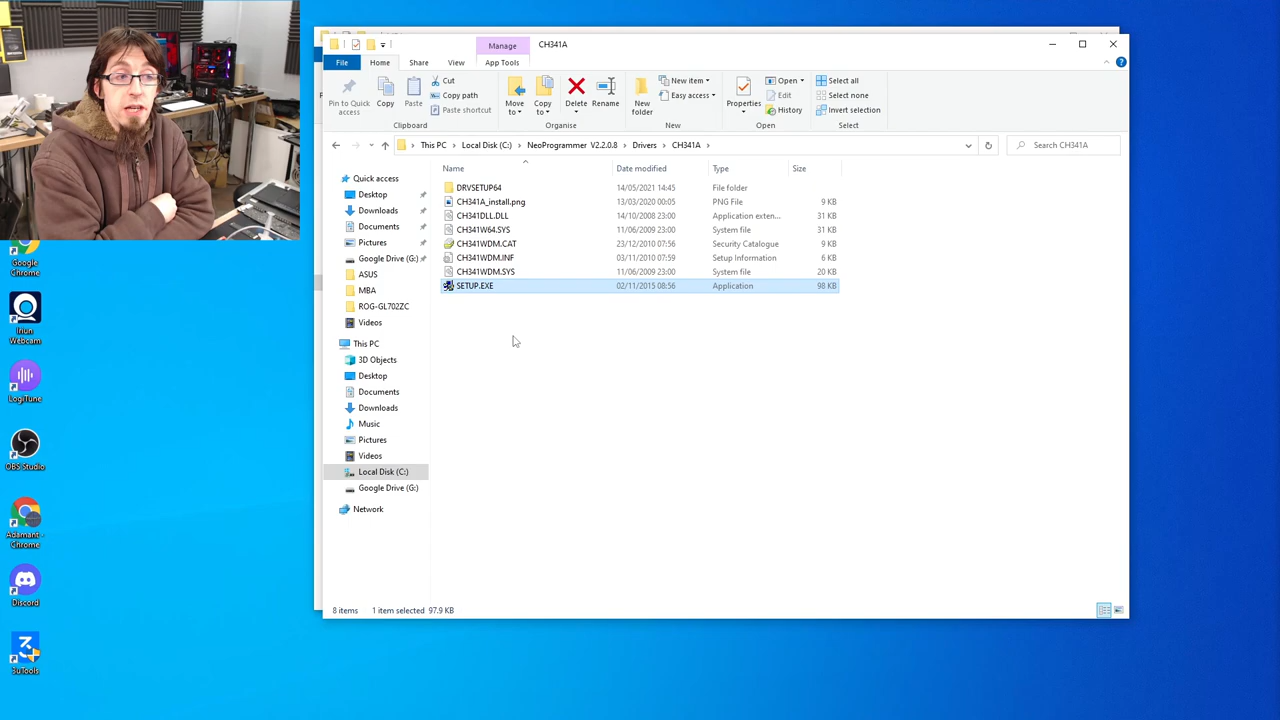 CH341A
Manage
File
Home
Share
View
App Tools
Pin to Quick access
Copy
Paste
Cut
Copy path
Paste shortcut
Clipboard
Move to
Copy to
Delete
Rename
Organise
New folder
New item
Easy access
New
Properties
Open
Edit
History
Open
Select all
Select none
Invert selection
Select
This PC > Local Disk (C:) > NeoProgrammer V2.2.0.8 > Drivers > CH341A >
Search CH341A
Name Date modified Type Size
DRVSETUP64 14/05/2021 14:45 File folder
CH341A_install.png 13/03/2020 00:05 PNG File 9 KB
CH341DLL.DLL 14/10/2008 23:00 Application exten... 31 KB
CH341W64.SYS 11/06/2009 23:00 System file 31 KB
CH341WDM.CAT 23/12/2010 07:56 Security Catalogue 9 KB
CH341WDM.INF 03/11/2010 07:59 Setup Information 6 KB
CH341WDM.SYS 11/06/2009 23:00 System file 20 KB
SETUP.EXE 02/11/2015 08:56 Application 98 KB
Quick access
Desktop
Downloads
Documents
Pictures
Google Drive (G:)
ASUS
MBA
ROG-GL702ZC
Videos
This PC
3D Objects
Desktop
Documents
Downloads
Music
Pictures
Videos
Local Disk (C:)
Google Drive (G:)
Network
8 items 1 item selected 97.9 KB
Google Chrome
Iriun Webcam
LogiTune
OBS Studio
Adamant - Chrome
Discord
3uTools